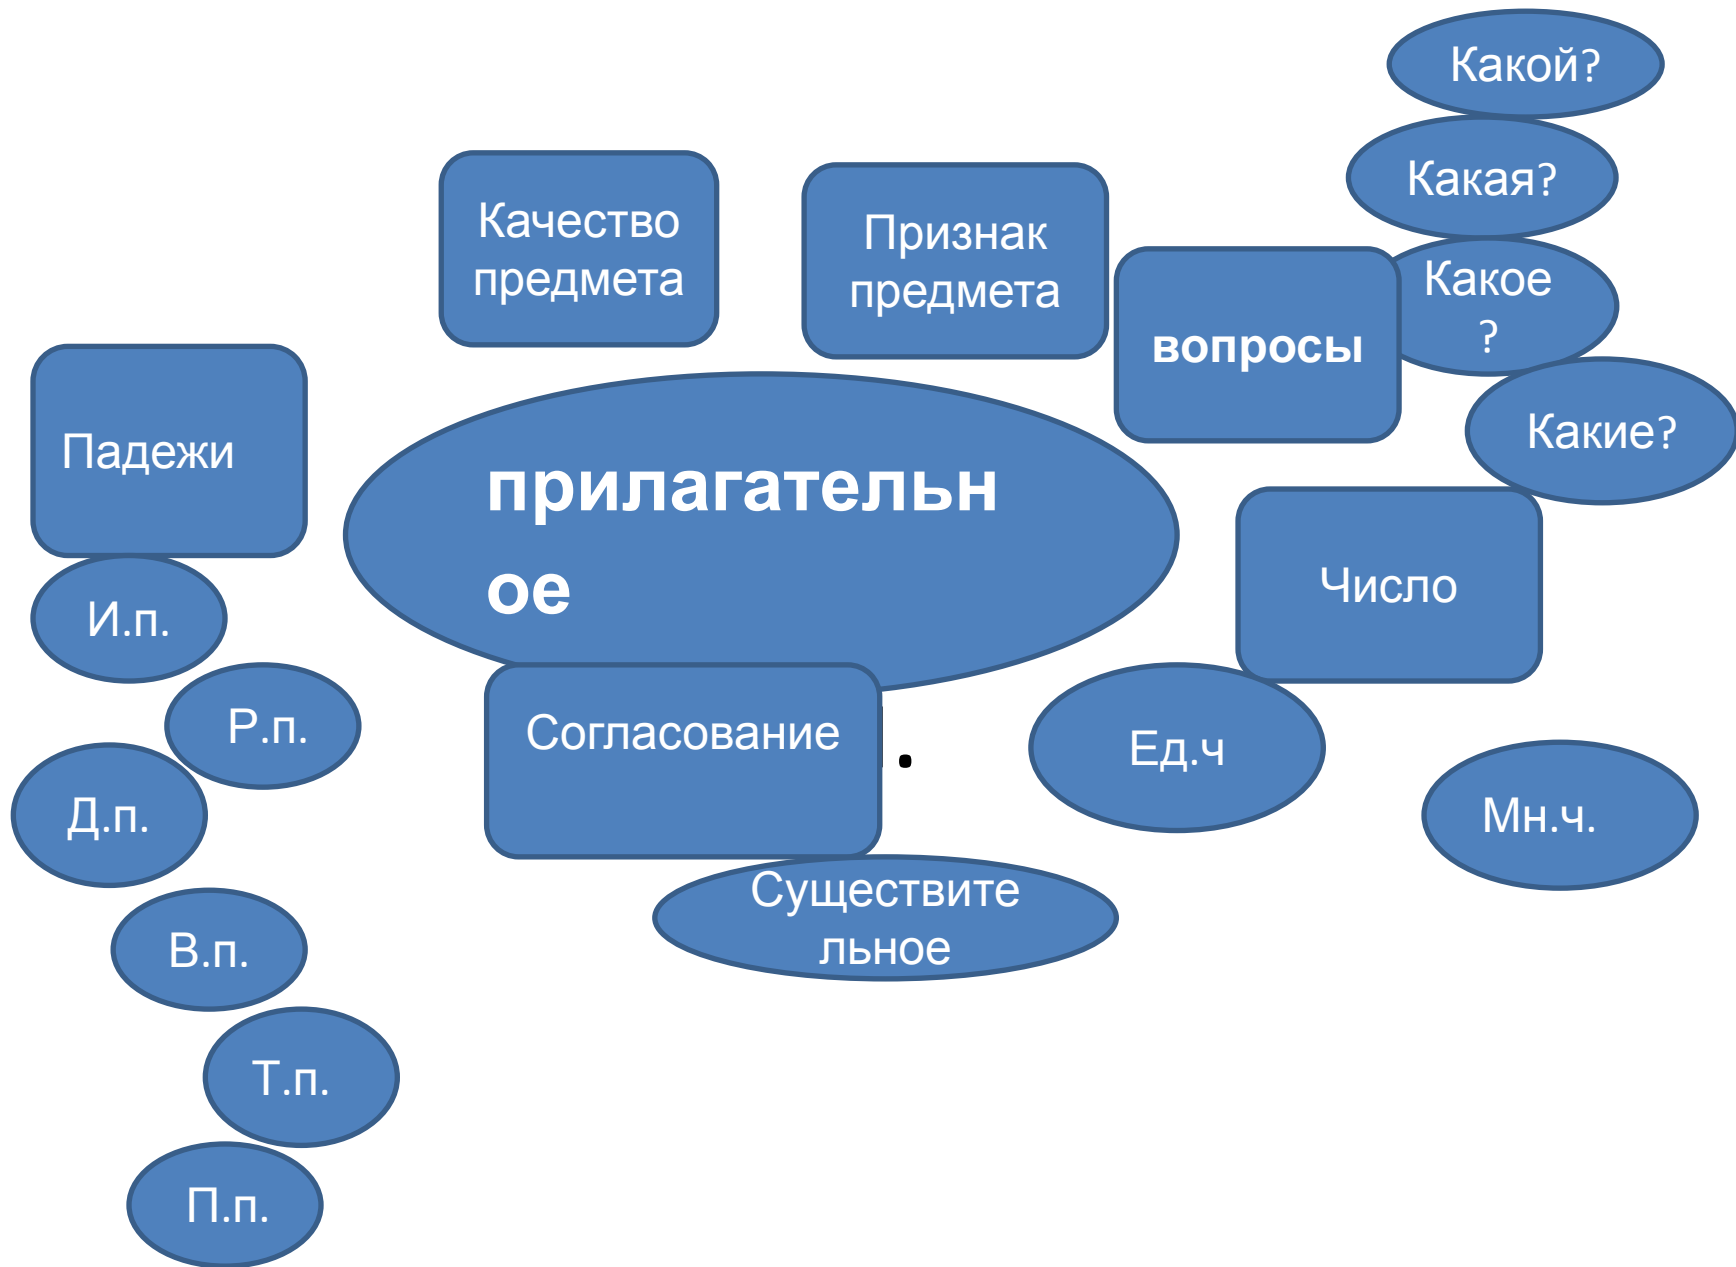 Какой?
Какая?
Качество
предмета
Признак
предмета
Какое
?
вопросы
Какие?
Падежи
прилагательн
ое
Число
И.п.
Р.п.
Согласование
.
Ед.ч
Д.п.
Мн.ч.
Существите
льное
В.п.
Т.п.
П.п.